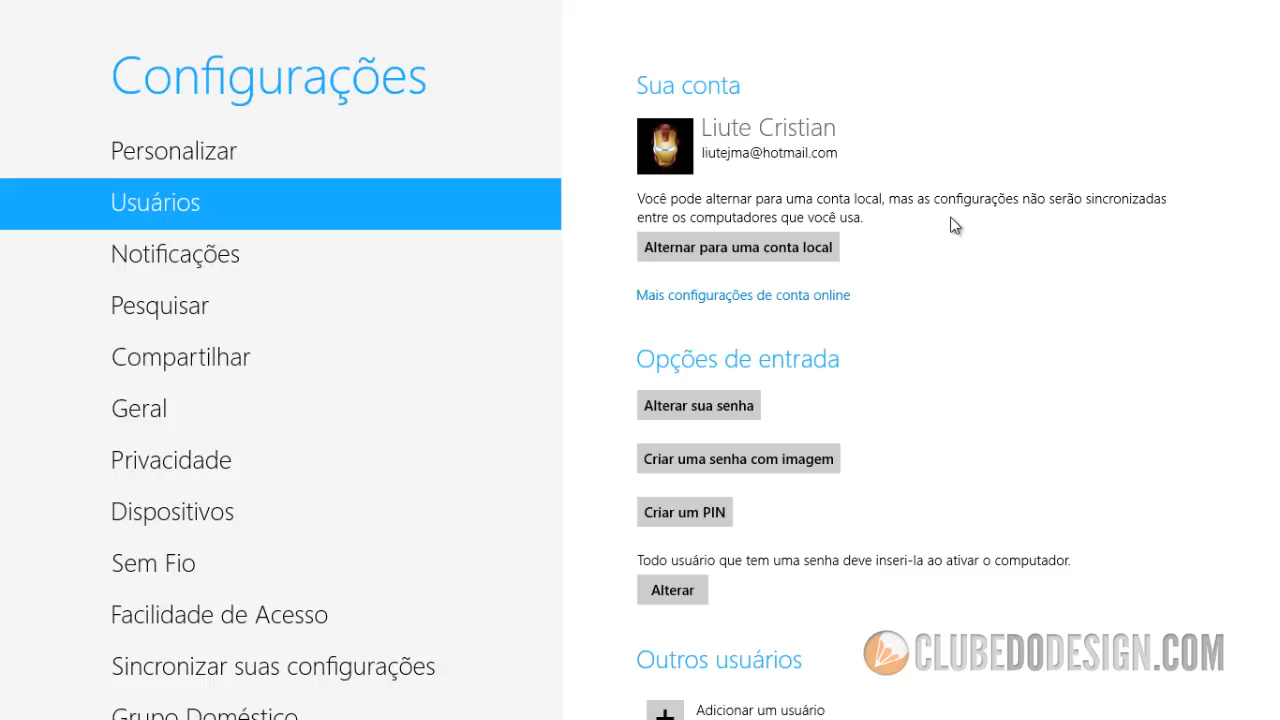 Configurações
Personalizar
Usuários
Notificações
Pesquisar
Compartilhar
Geral
Privacidade
Dispositivos
Sem Fio
Facilidade de Acesso
Sincronizar suas configurações
Grupo Doméstico
Sua conta
Liute Cristian
liutejma@hotmail.com
Você pode alternar para uma conta local, mas as configurações não serão sincronizadas
entre os computadores que você usa.
Alternar para uma conta local
Mais configurações de conta online
Opções de entrada
Alterar sua senha
Criar uma senha com imagem
Criar um PIN
Todo usuário que tem uma senha deve inseri-la ao ativar o computador.
Alterar
Outros usuários
Adicionar um usuário
CLUBEDODESIGN.COM